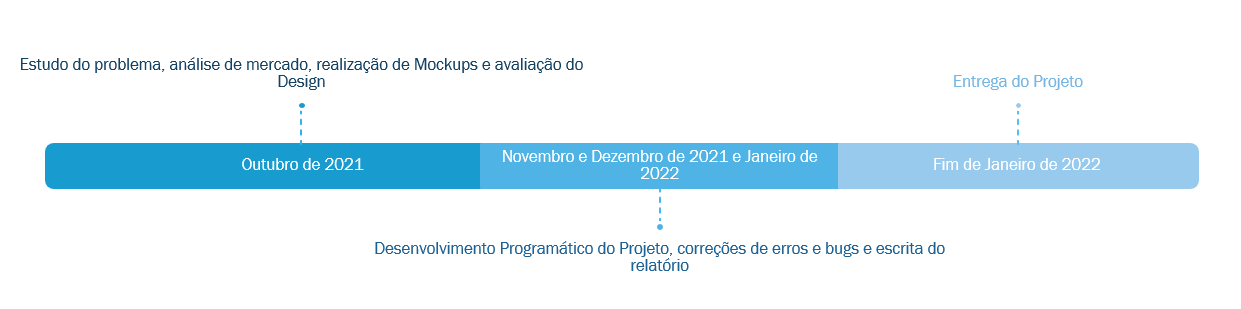 Estudo do problema, análise de mercado, realização de Mockups e avaliação do
Design
Entrega do Projeto
Outubro de 2021
Novembro e Dezembro de 2021 e Janeiro de
2022
Fim de Janeiro de 2022
Desenvolvimento Programático do Projeto, correções de erros e bugs e escrita do
relatório